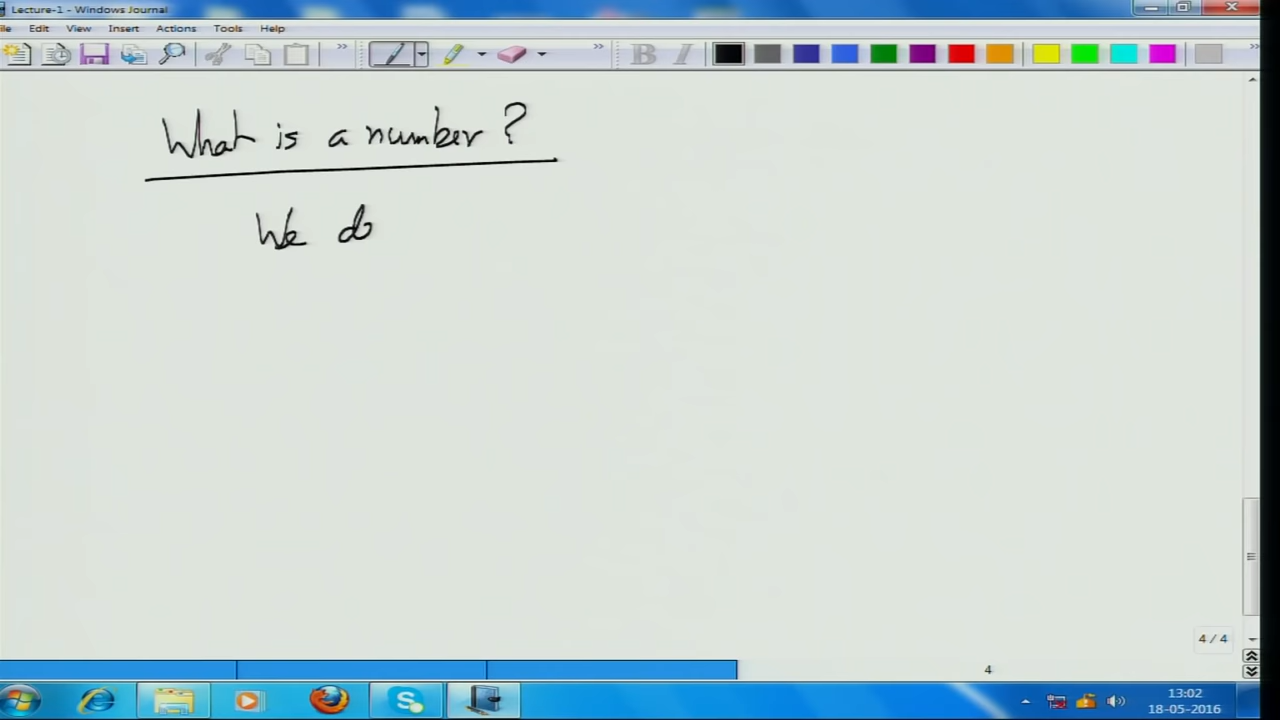 Lecture-1 - Windows Journal
ile Edit View Insert Actions Tools Help
B I
What is a number ?
We do
4 / 4
4
13:02
18-05-2016